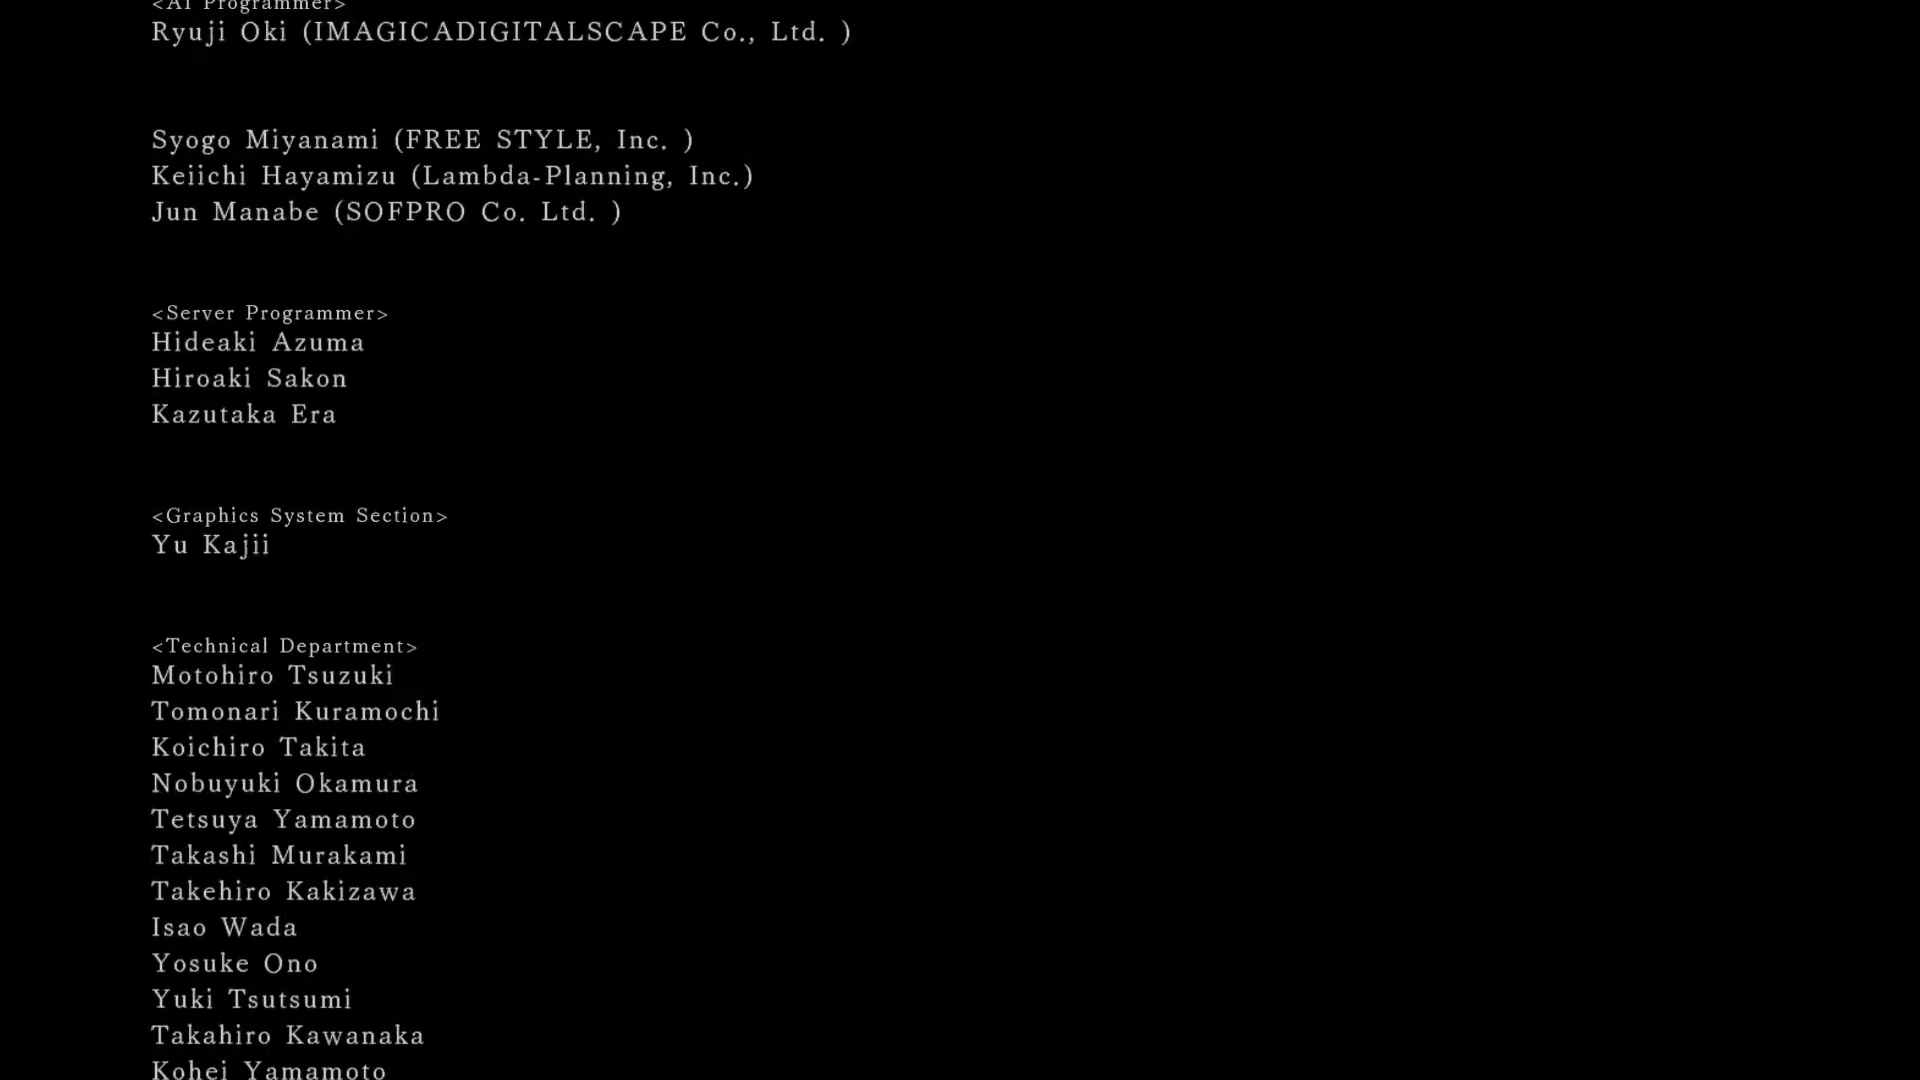 <AI Programmer>
Ryuji Oki (IMAGICADIGITALSCAPE Co., Ltd. )
Syogo Miyanami (FREE STYLE, Inc. )
Keiichi Hayamizu (Lambda-Planning, Inc.)
Jun Manabe (SOFPRO Co. Ltd. )
<Server Programmer>
Hideaki Azuma
Hiroaki Sakon
Kazutaka Era
<Graphics System Section>
Yu Kajii
<Technical Department>
Motohiro Tsuzuki
Tomonari Kuramochi
Koichiro Takita
Nobuyuki Okamura
Tetsuya Yamamoto
Takashi Murakami
Takehiro Kakizawa
Isao Wada
Yosuke Ono
Yuki Tsutsumi
Takahiro Kawanaka
Kohei Yamamoto